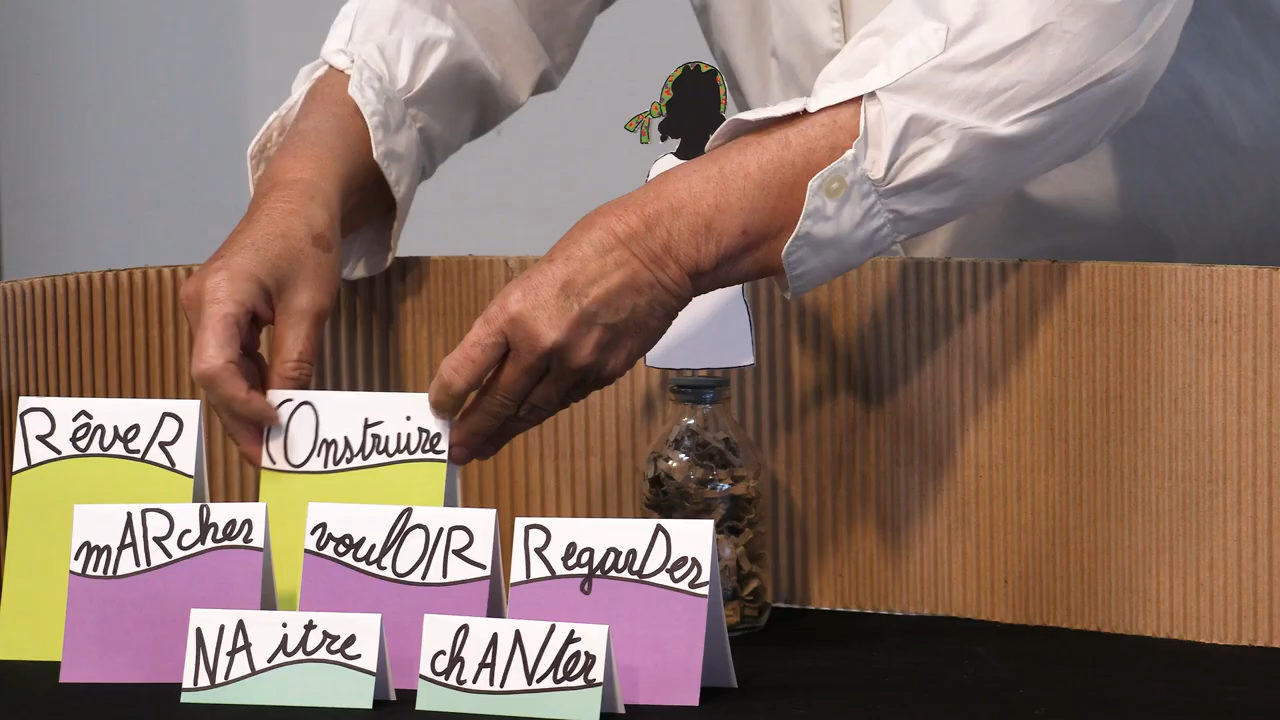 RêveR
COnstruire
mARcher
voulOIR
RegarDer
NAitre
chANter